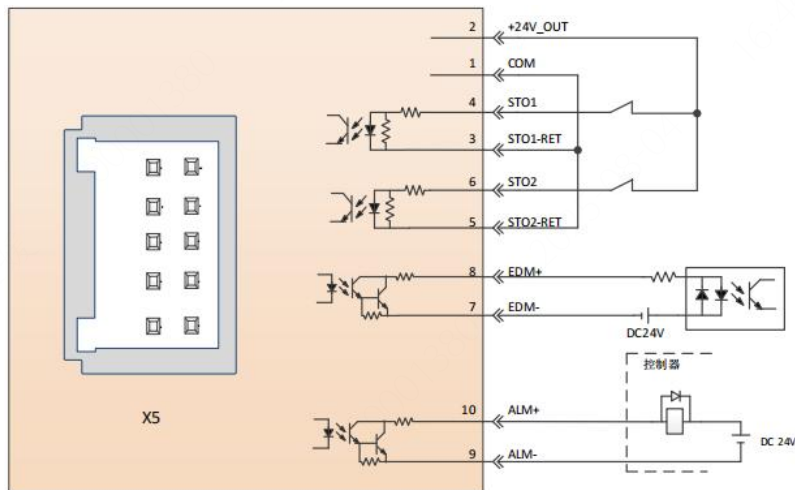 2 +24V_OUT
1 COM
4 STO1
3 STO1-RET
6 STO2
5 STO2-RET
8 EDM+
7 EDM-
DC24V
控制器
X5
10 ALM+
DC 24V
9 ALM-